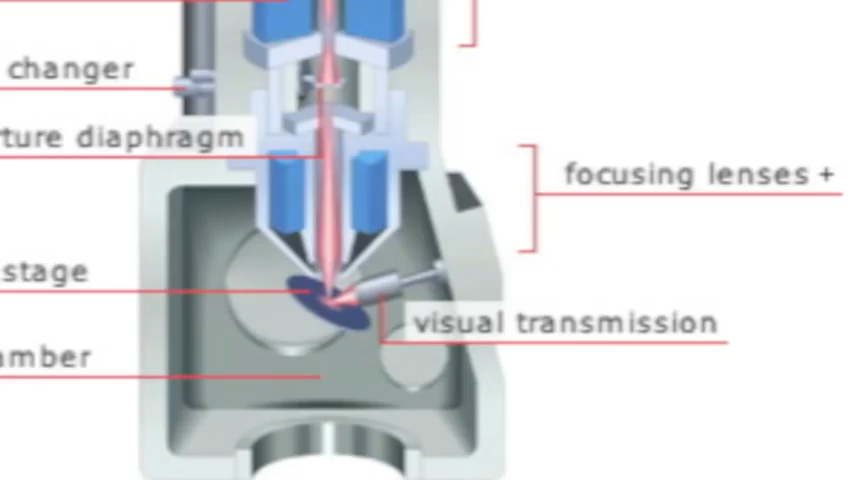 changer
rture diaphragm
focusing lenses +
stage
visual transmission
amber